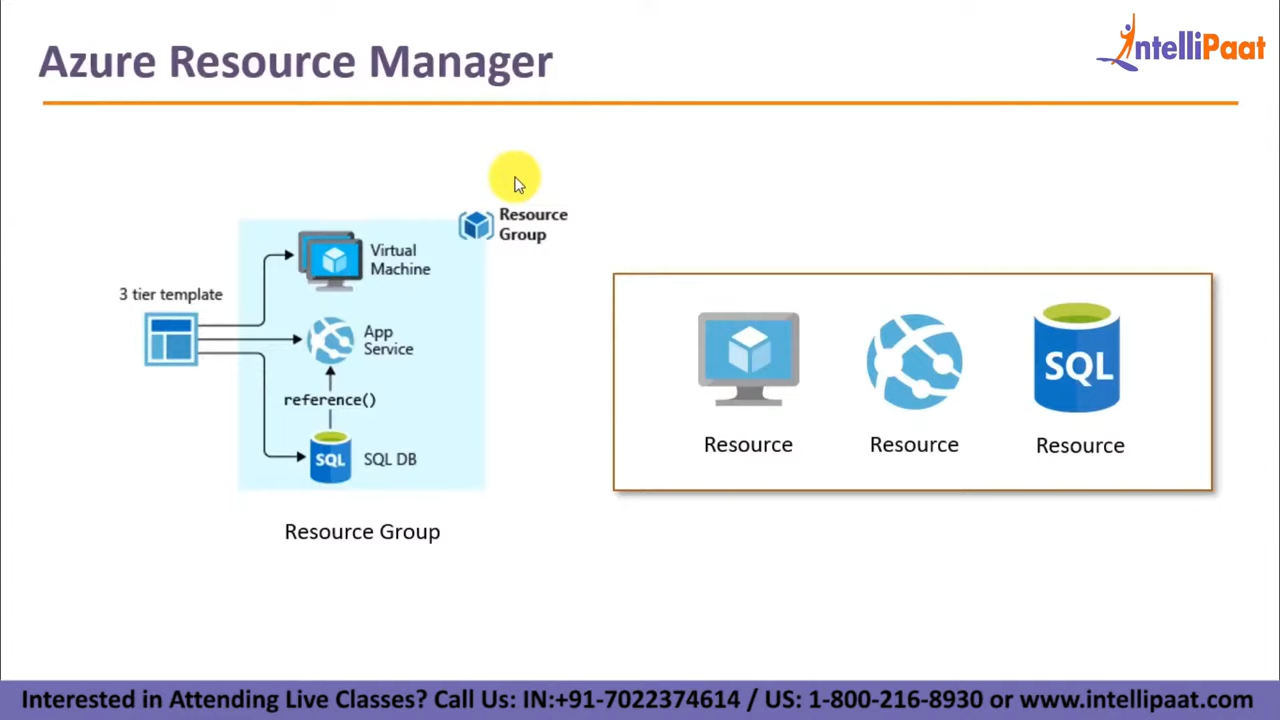 Azure Resource Manager
IntelliPaat
Resource
Group
Virtual
Machine
3 tier template
App
Service
reference()
SQL
SQL DB
Resource Group
SQL
Resource
Resource
Resource
Interested in Attending Live Classes? Call Us: IN:+91-7022374614 / US: 1-800-216-8930 or www.intellipaat.com